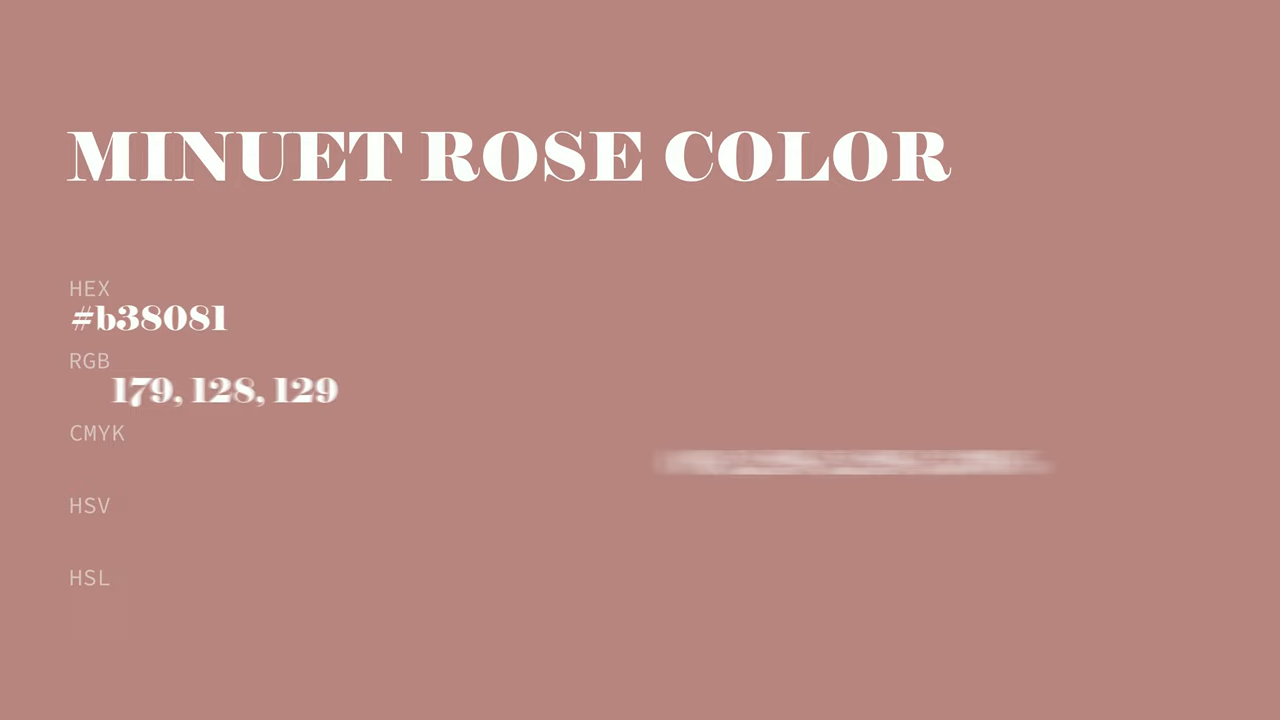 MINUET ROSE COLOR
HEX
#b38081
RGB
179, 128, 129
CMYK
HSV
HSL